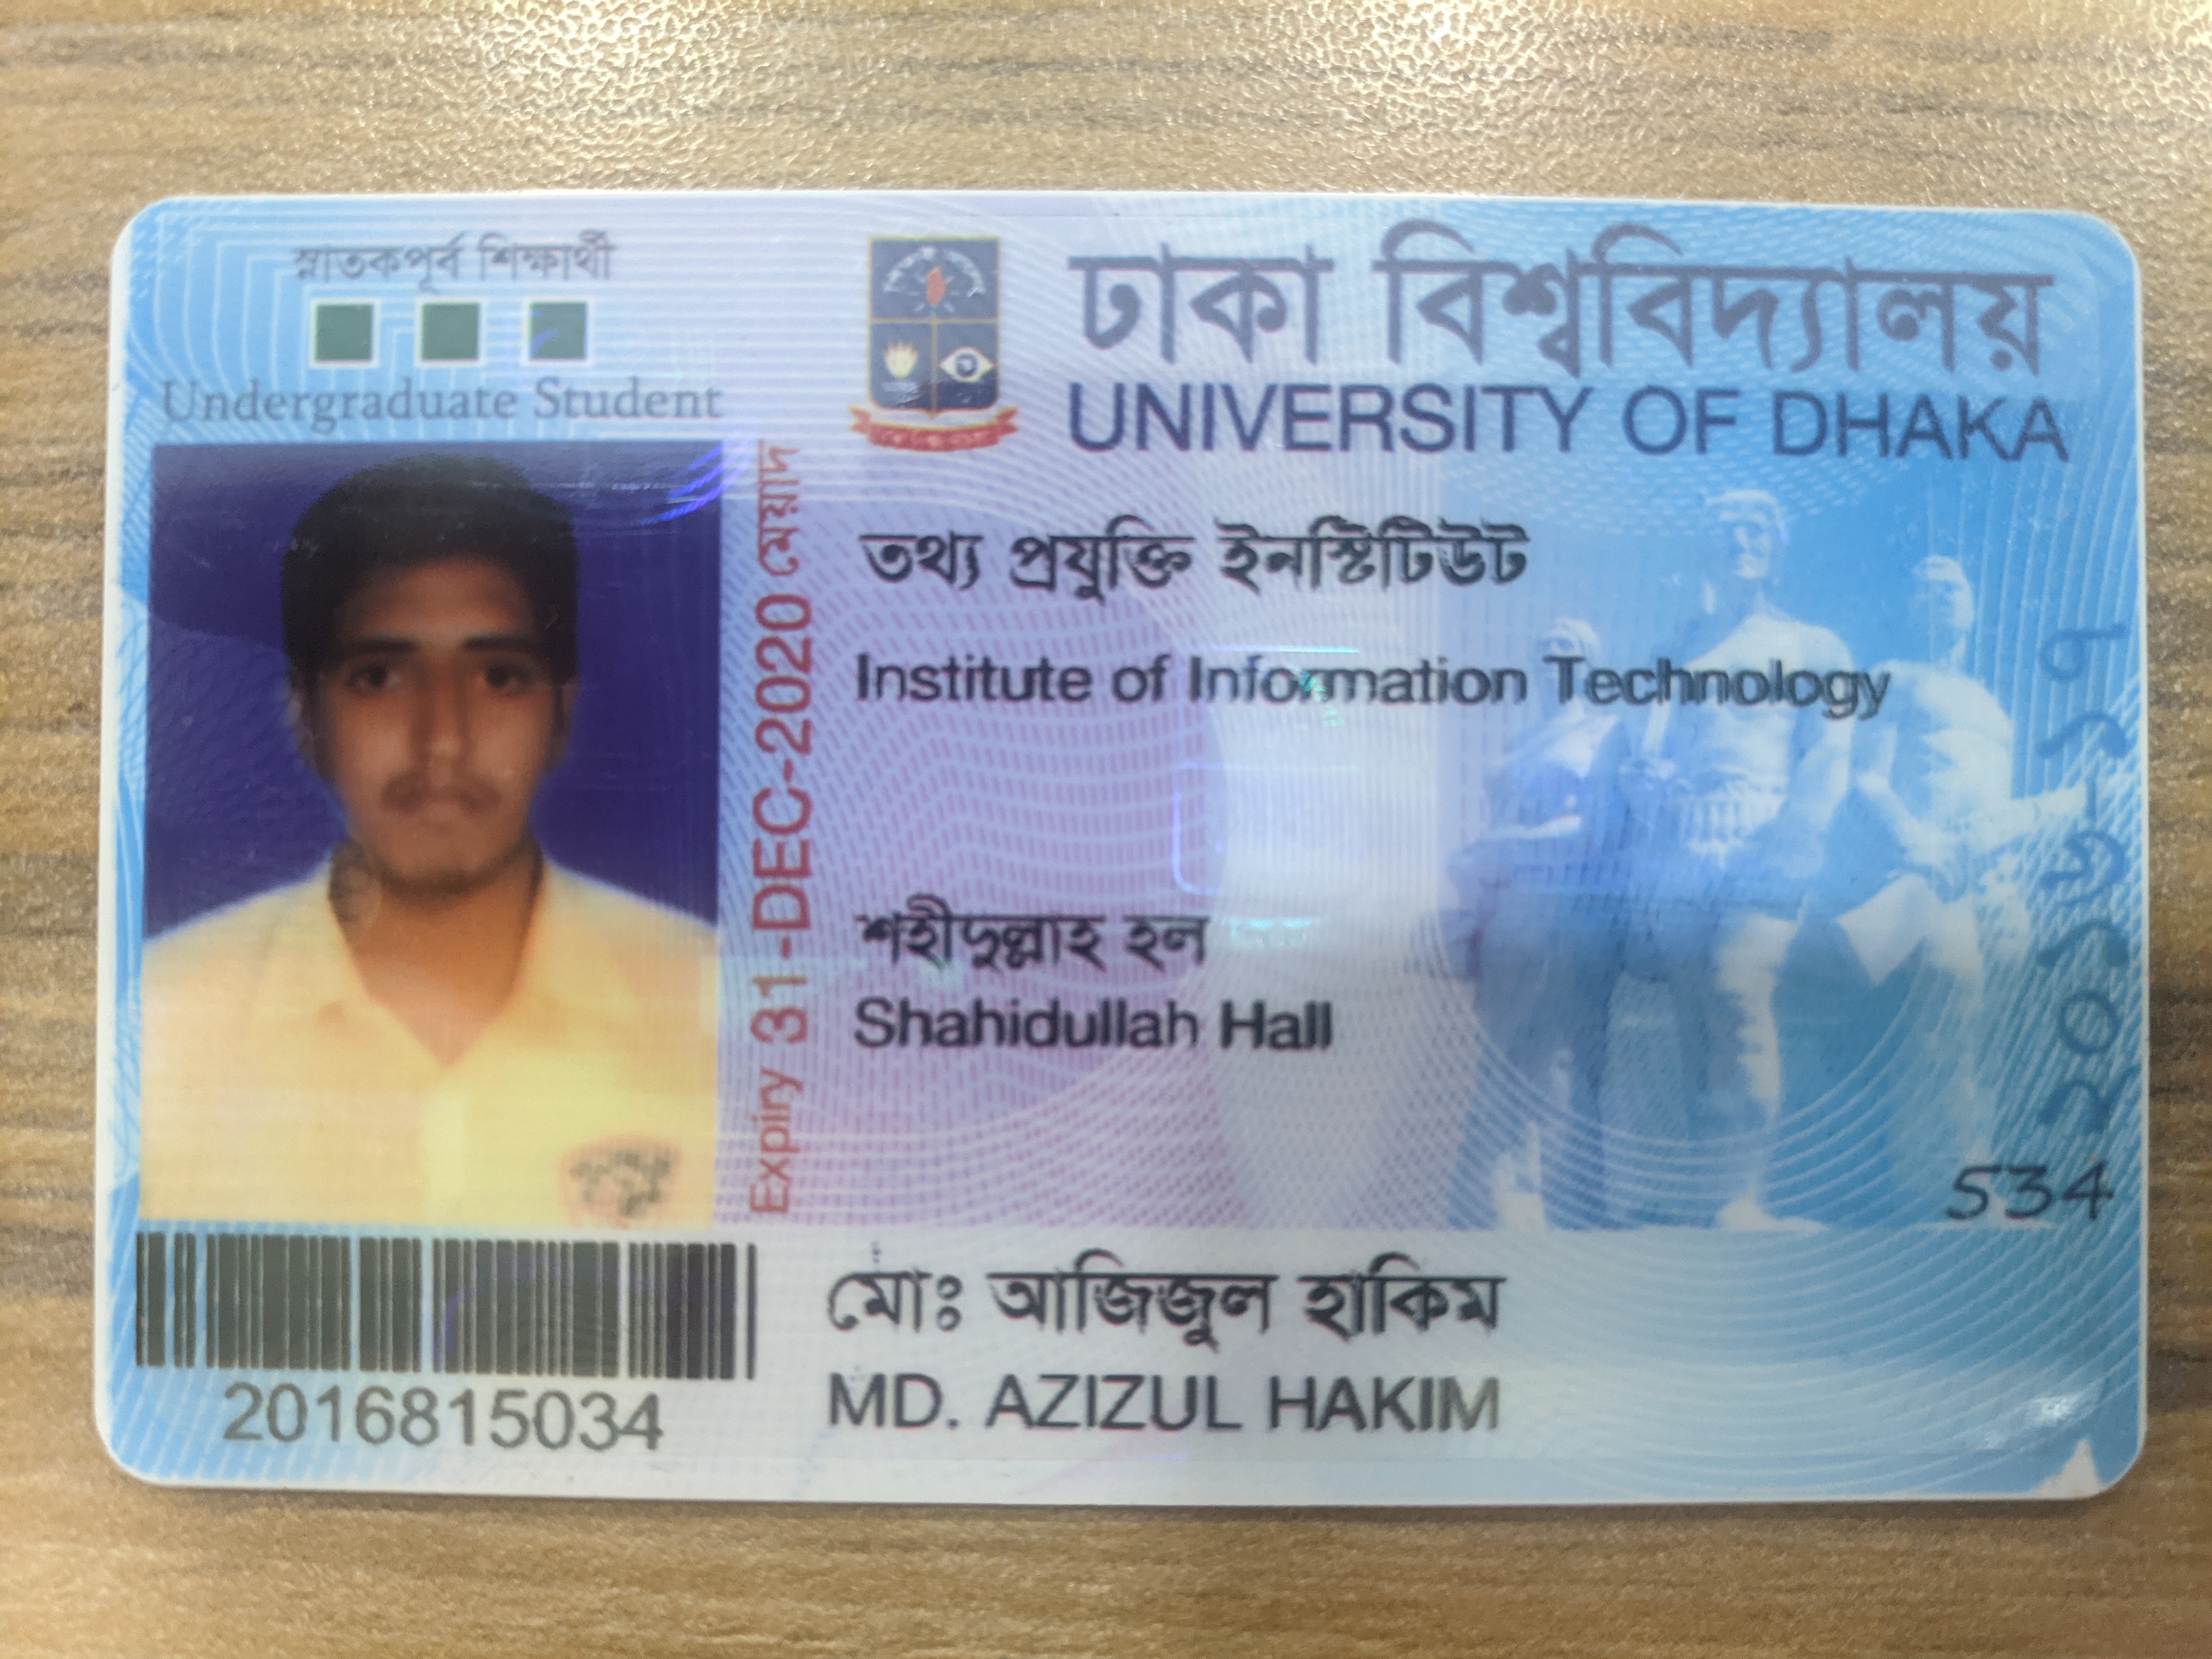 স্নাতকপূর্ব শিক্ষার্থী
Undergraduate Student
ঢাকা বিশ্ববিদ্যালয়
UNIVERSITY OF DHAKA
Expiry 31-DEC-2020 মেয়াদ
তথ্য প্রযুক্তি ইনস্টিটিউট
Institute of Information Technology
শহীদুল্লাহ হল
Shahidullah Hall
২০১৬-১৭
534
2016815034
মোঃ আজিজুল হাকিম
MD. AZIZUL HAKIM